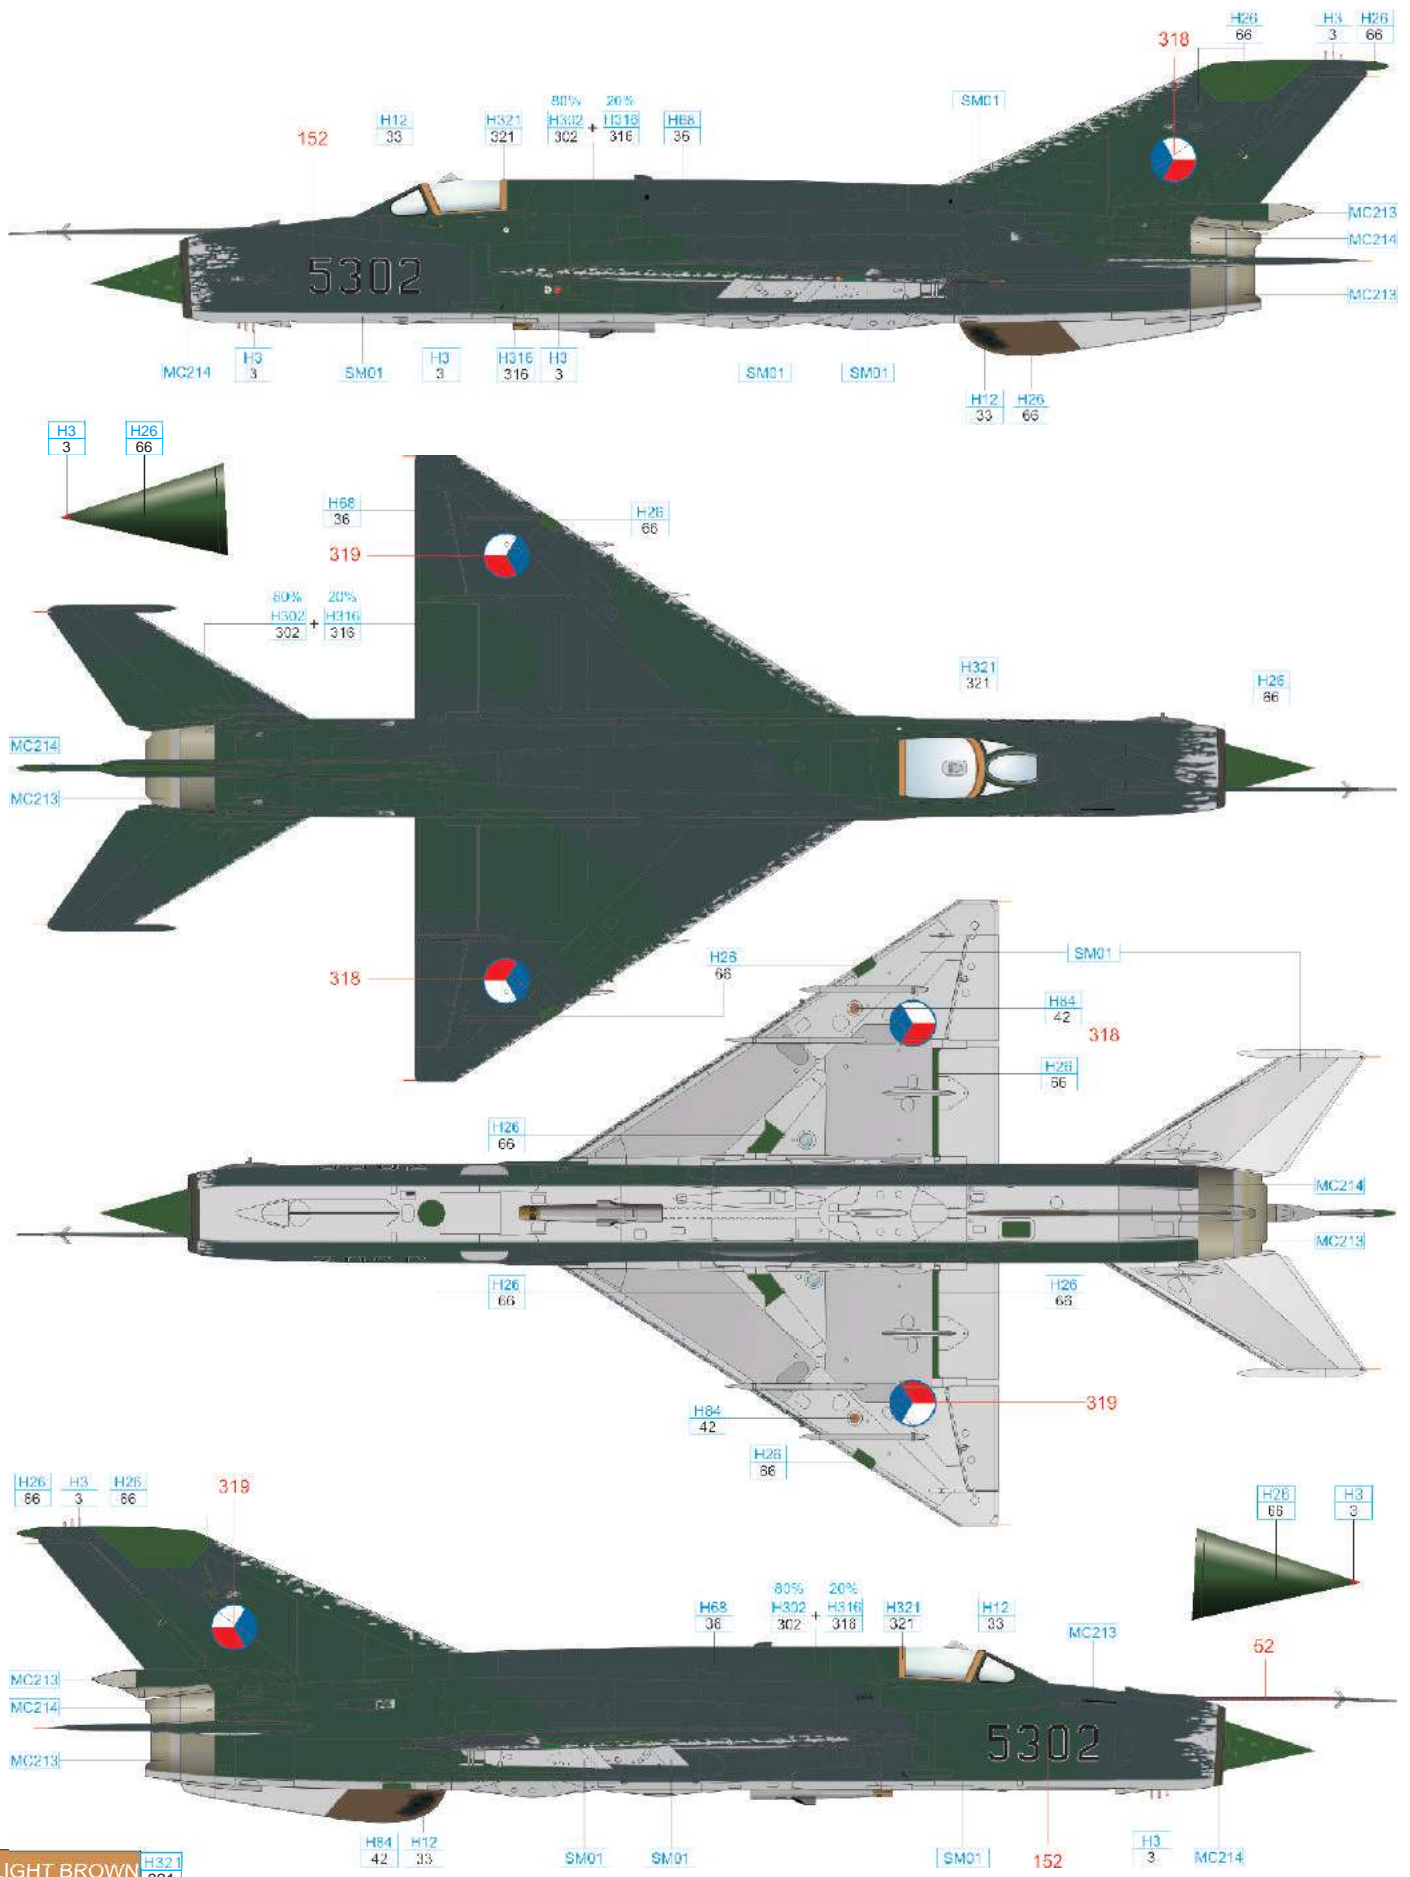 H26 H3 H26
66 3 66
318
80% 20%
SM01
H12 H321 H302 + H316 H68
33 321 302 316 36
152
MC213
MC214
5302
MC213
MC214 H3 SM01 H3 H316 H3 SM01 SM01
3 3 316 3
H12 H26
33 66
H3 H26
3 66
H68 H26
36 66
319
80% 20%
H302 + H316
302 316
H321
321
H26
66
MC214
MC213
H26
66
SM01
318
H84
42
318
H26
66
H26
66
MC214
MC213
H26 H26
66 66
319
H84
42
H26
66
H26 H3 H26
66 3 66
319
H26 H3
66 3
80% 20%
H68 H302 + H316 H321 H12
36 302 316 321 33
MC213
52
MC213
MC214
5302
MC213
H84 H12
42 33
SM01 SM01 SM01
152
H3
3
MC214
IGHT BROWN H321